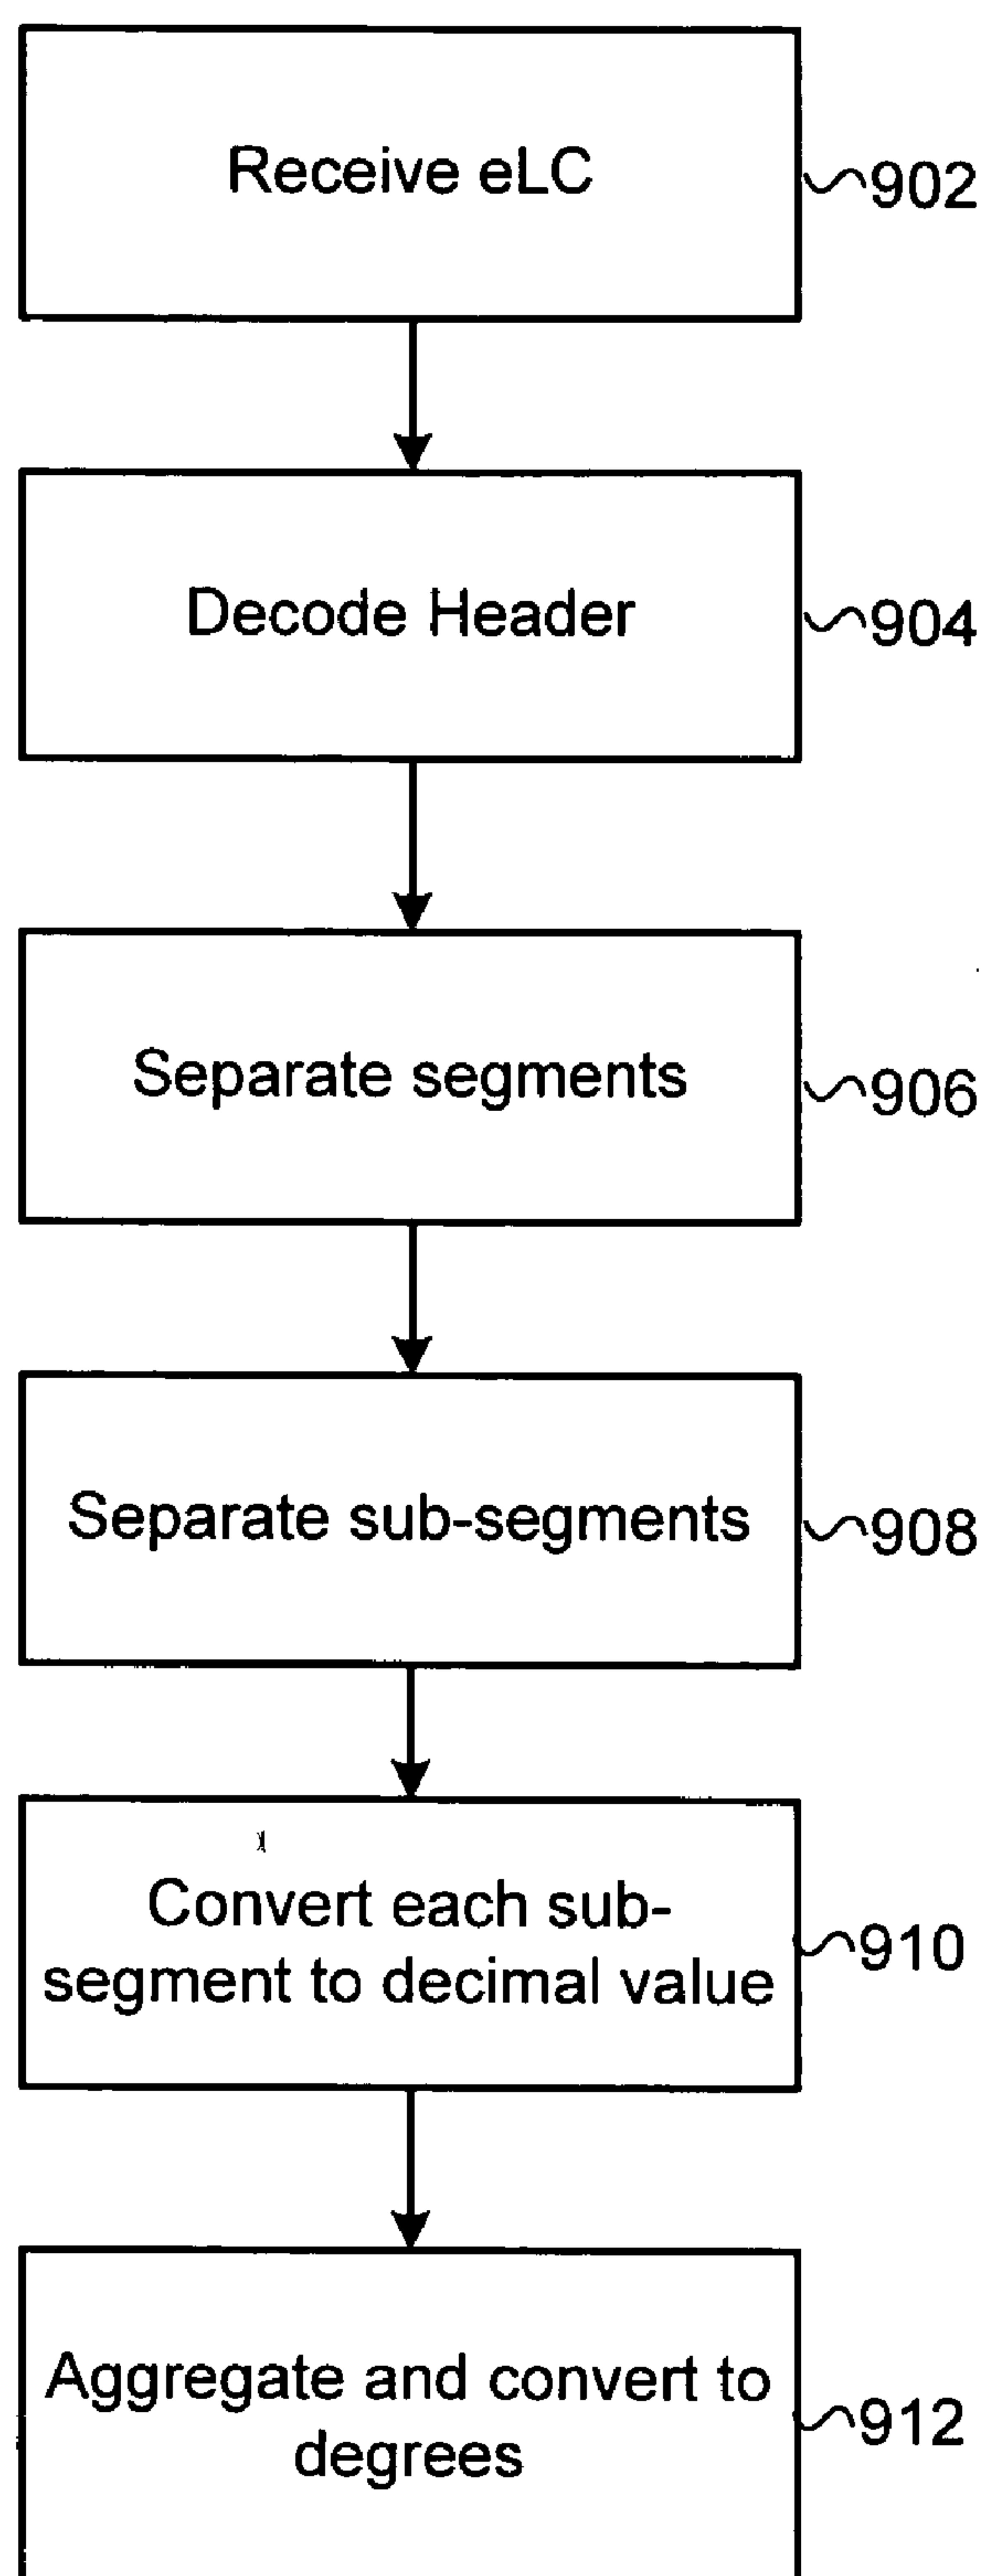 Receive eLC
902
Decode Header
904
Separate segments
906
Separate sub-segments
908
Convert each sub-
segment to decimal value
910
Aggregate and convert to
degrees
912